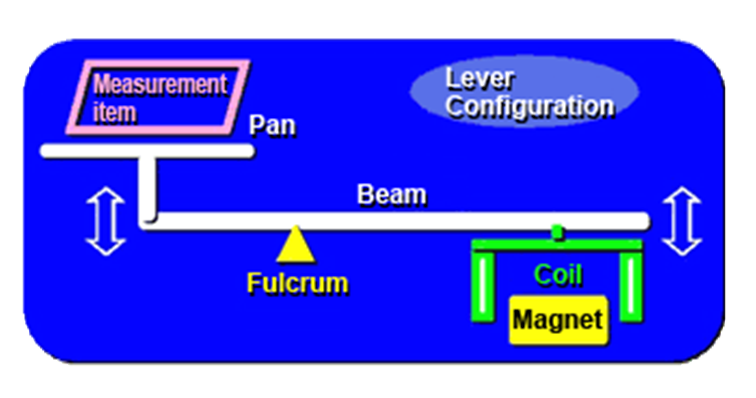 Measurement
item
Pan
Lever
Configuration
Beam
Fulcrum
Coil
Magnet